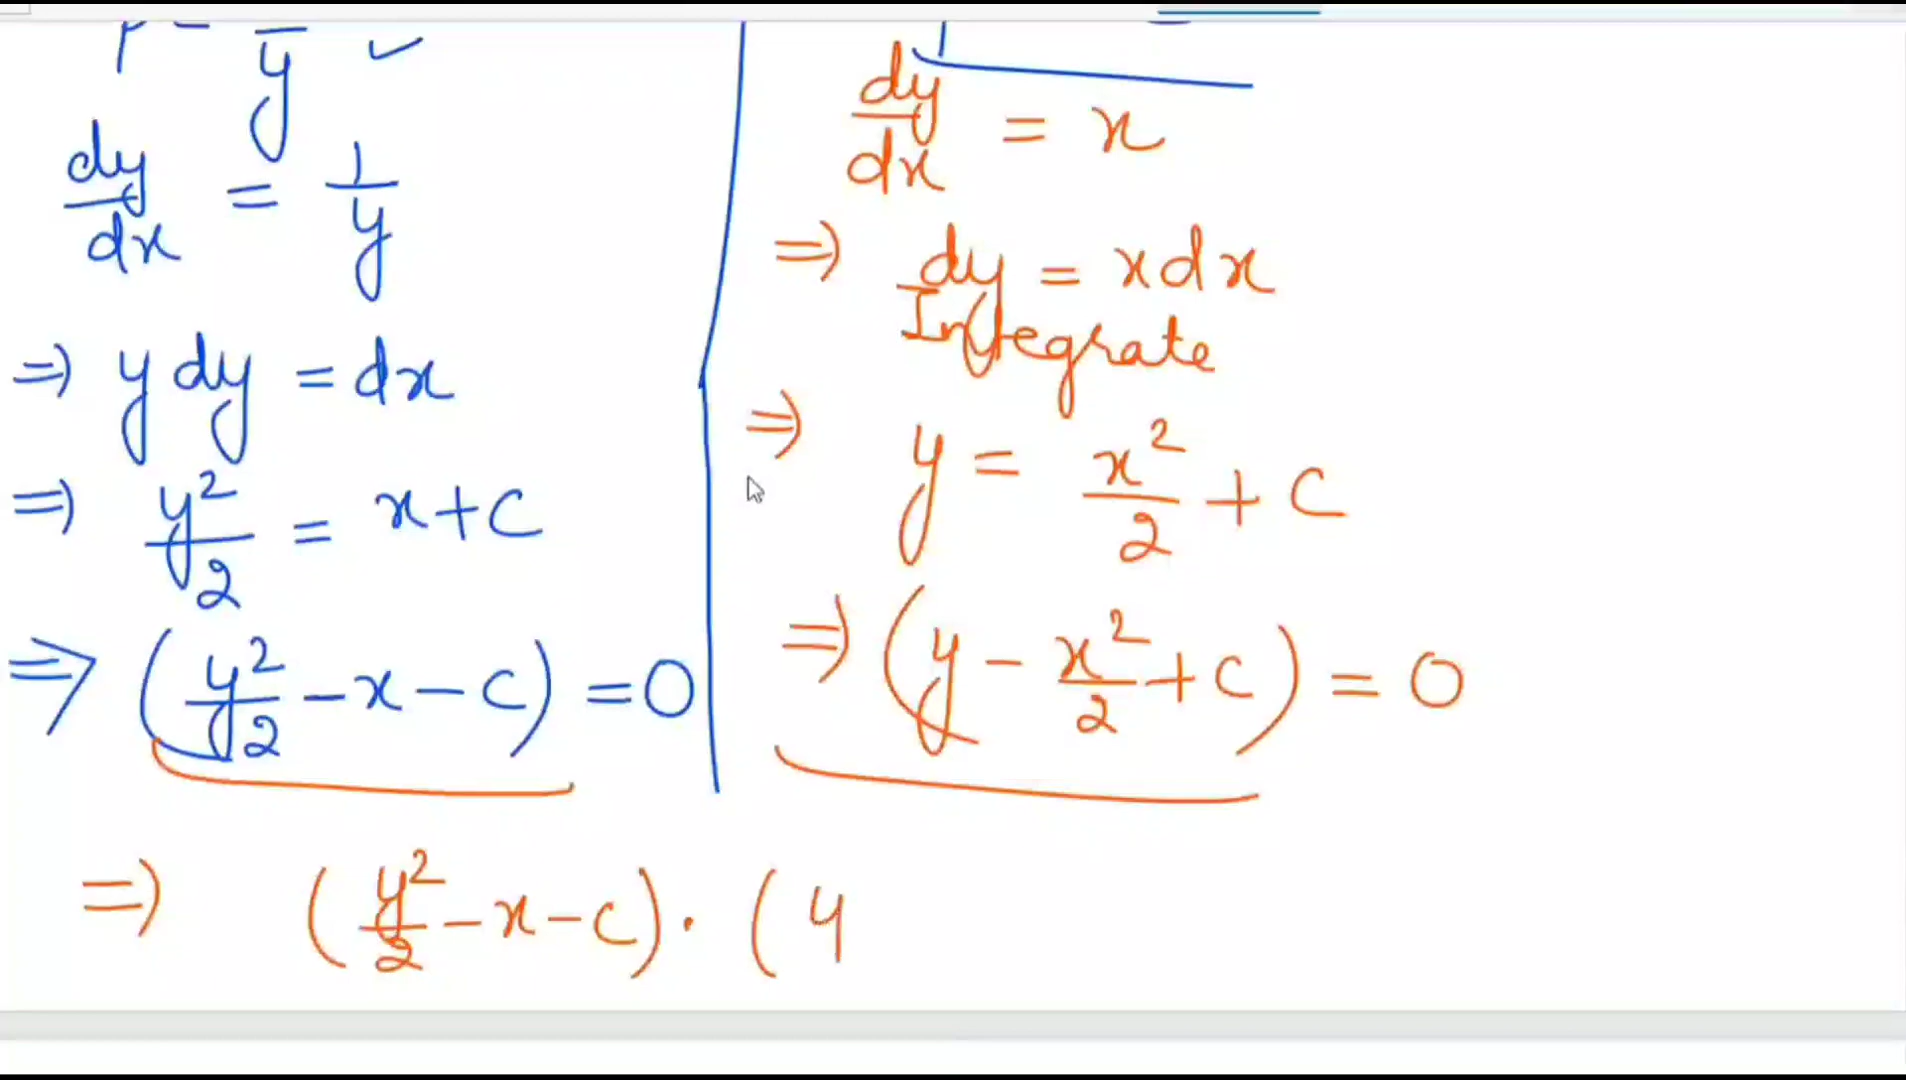 p = 1/y ✓
dy/dx = 1/y
⇒ y dy = dx
⇒ y²/2 = x + c
⇒ (y²/2 - x - c) = 0
dy/dx = x
⇒ dy = x dx
Integrate
⇒ y = x²/2 + c
⇒ (y - x²/2 + c) = 0
⇒ (y²/2 - x - c) · (y